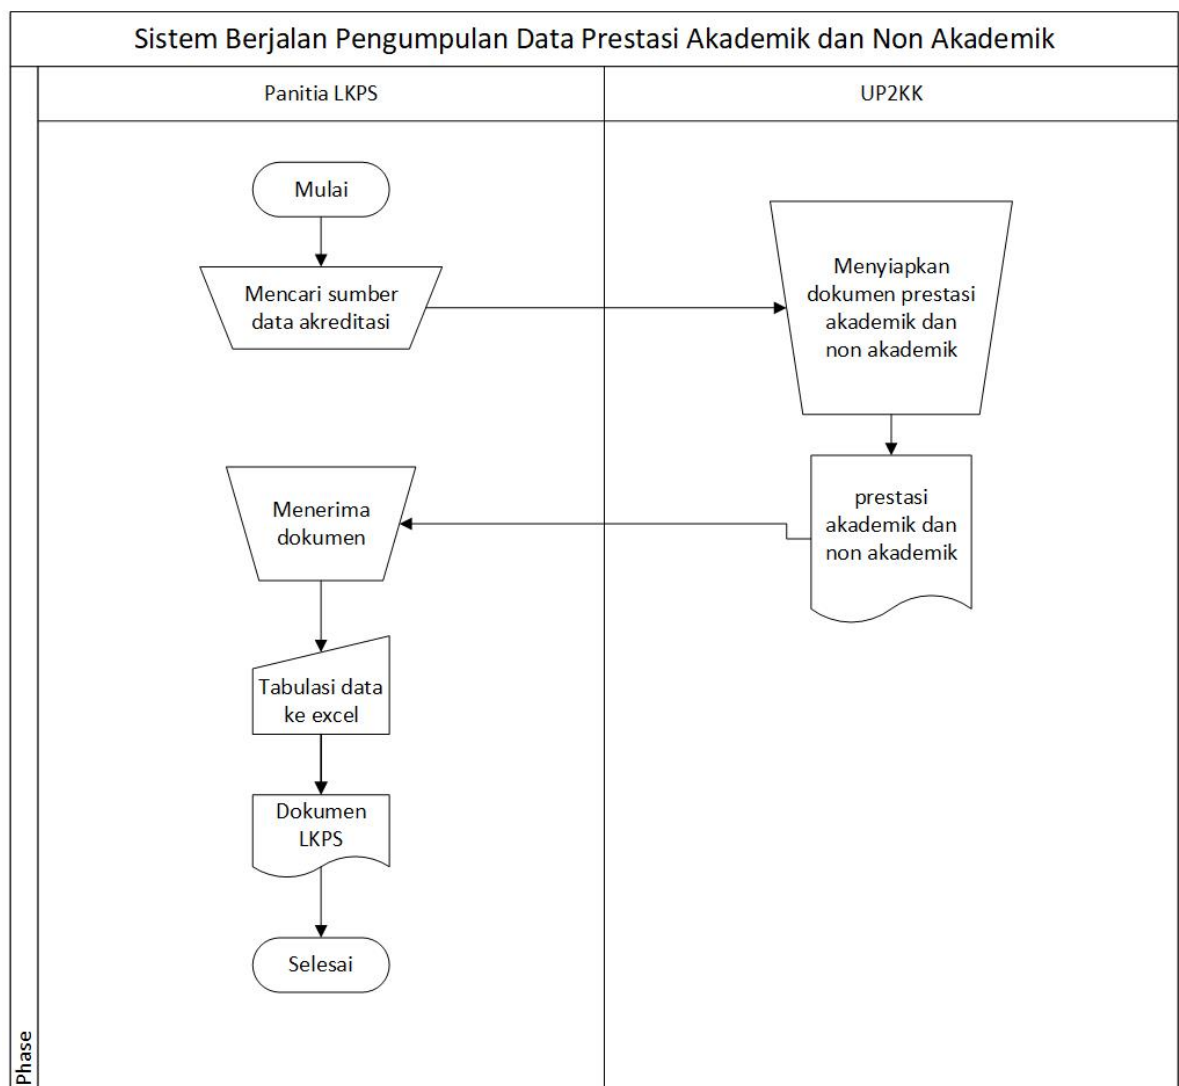 Sistem Berjalan Pengumpulan Data Prestasi Akademik dan Non Akademik
Panitia LKPS
UP2KK
Mulai
Mencari sumber
data akreditasi
Menyiapkan
dokumen prestasi
akademik dan
non akademik
prestasi
akademik dan
non akademik
Menerima
dokumen
Tabulasi data
ke excel
Dokumen
LKPS
Selesai
Phase